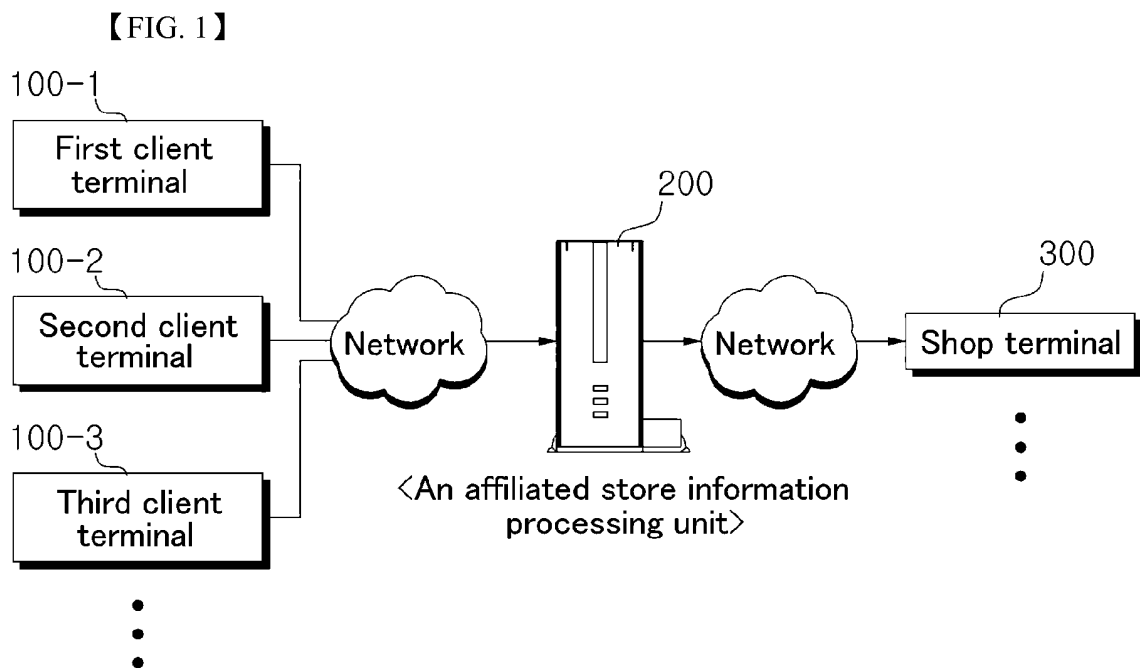 【FIG. 1】
100-1
First client
terminal
200
100-2
300
Second client
terminal
Network
Network
Shop terminal
100-3
Third client
terminal
<An affiliated store information
processing unit>